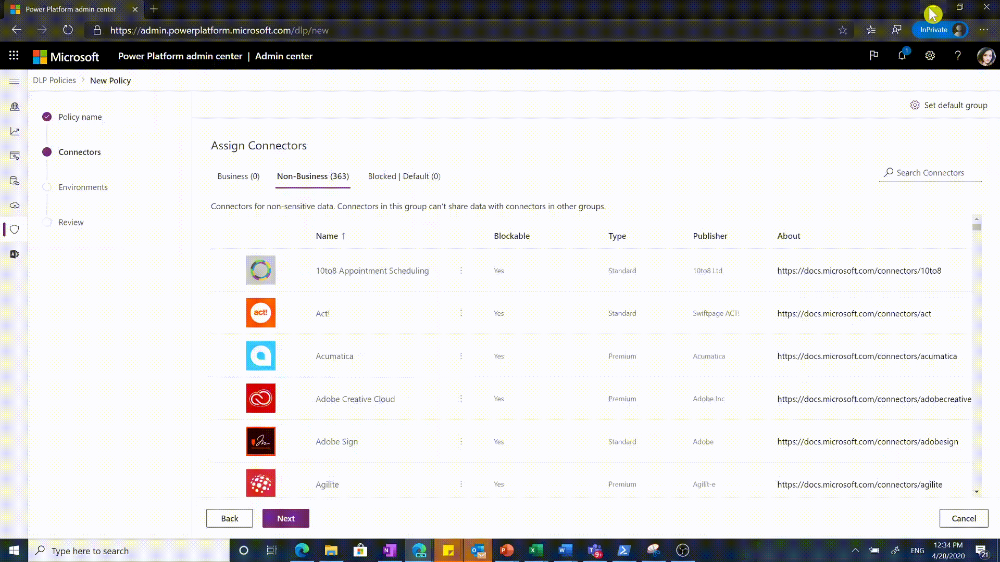 Power Platform admin center
https://admin.powerplatform.microsoft.com/dlp/new
InPrivate
Microsoft
Power Platform admin center | Admin center
1
DLP Policies > New Policy
Set default group
Policy name
Connectors
Environments
Review
Assign Connectors
Business (0) Non-Business (363) Blocked | Default (0)
Search Connectors
Connectors for non-sensitive data. Connectors in this group can't share data with connectors in other groups.
Name ↑ Blockable Type Publisher About
10to8 Appointment Scheduling Yes Standard 10to8 Ltd https://docs.microsoft.com/connectors/10to8
act!
Act! Yes Standard Swiftpage ACT! https://docs.microsoft.com/connectors/act
Acumatica Yes Premium Acumatica https://docs.microsoft.com/connectors/acumatica
Adobe Creative Cloud Yes Premium Adobe Inc https://docs.microsoft.com/connectors/adobecreative
Adobe Sign Yes Standard Adobe https://docs.microsoft.com/connectors/adobesign
Agilite Yes Premium Agilit-e https://docs.microsoft.com/connectors/agilite
Back Next Cancel
Type here to search
BETA
9+
ENG
12:34 PM
4/28/2020
21